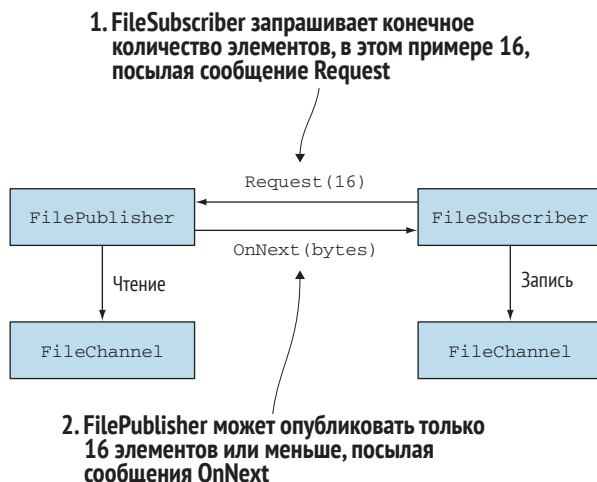 1. FileSubscriber запрашивает конечное
количество элементов, в этом примере 16,
посылая сообщение Request
Request(16)
FilePublisher
FileSubscriber
OnNext(bytes)
Чтение
Запись
FileChannel
FileChannel
2. FilePublisher может опубликовать только
16 элементов или меньше, посылая
сообщения OnNext